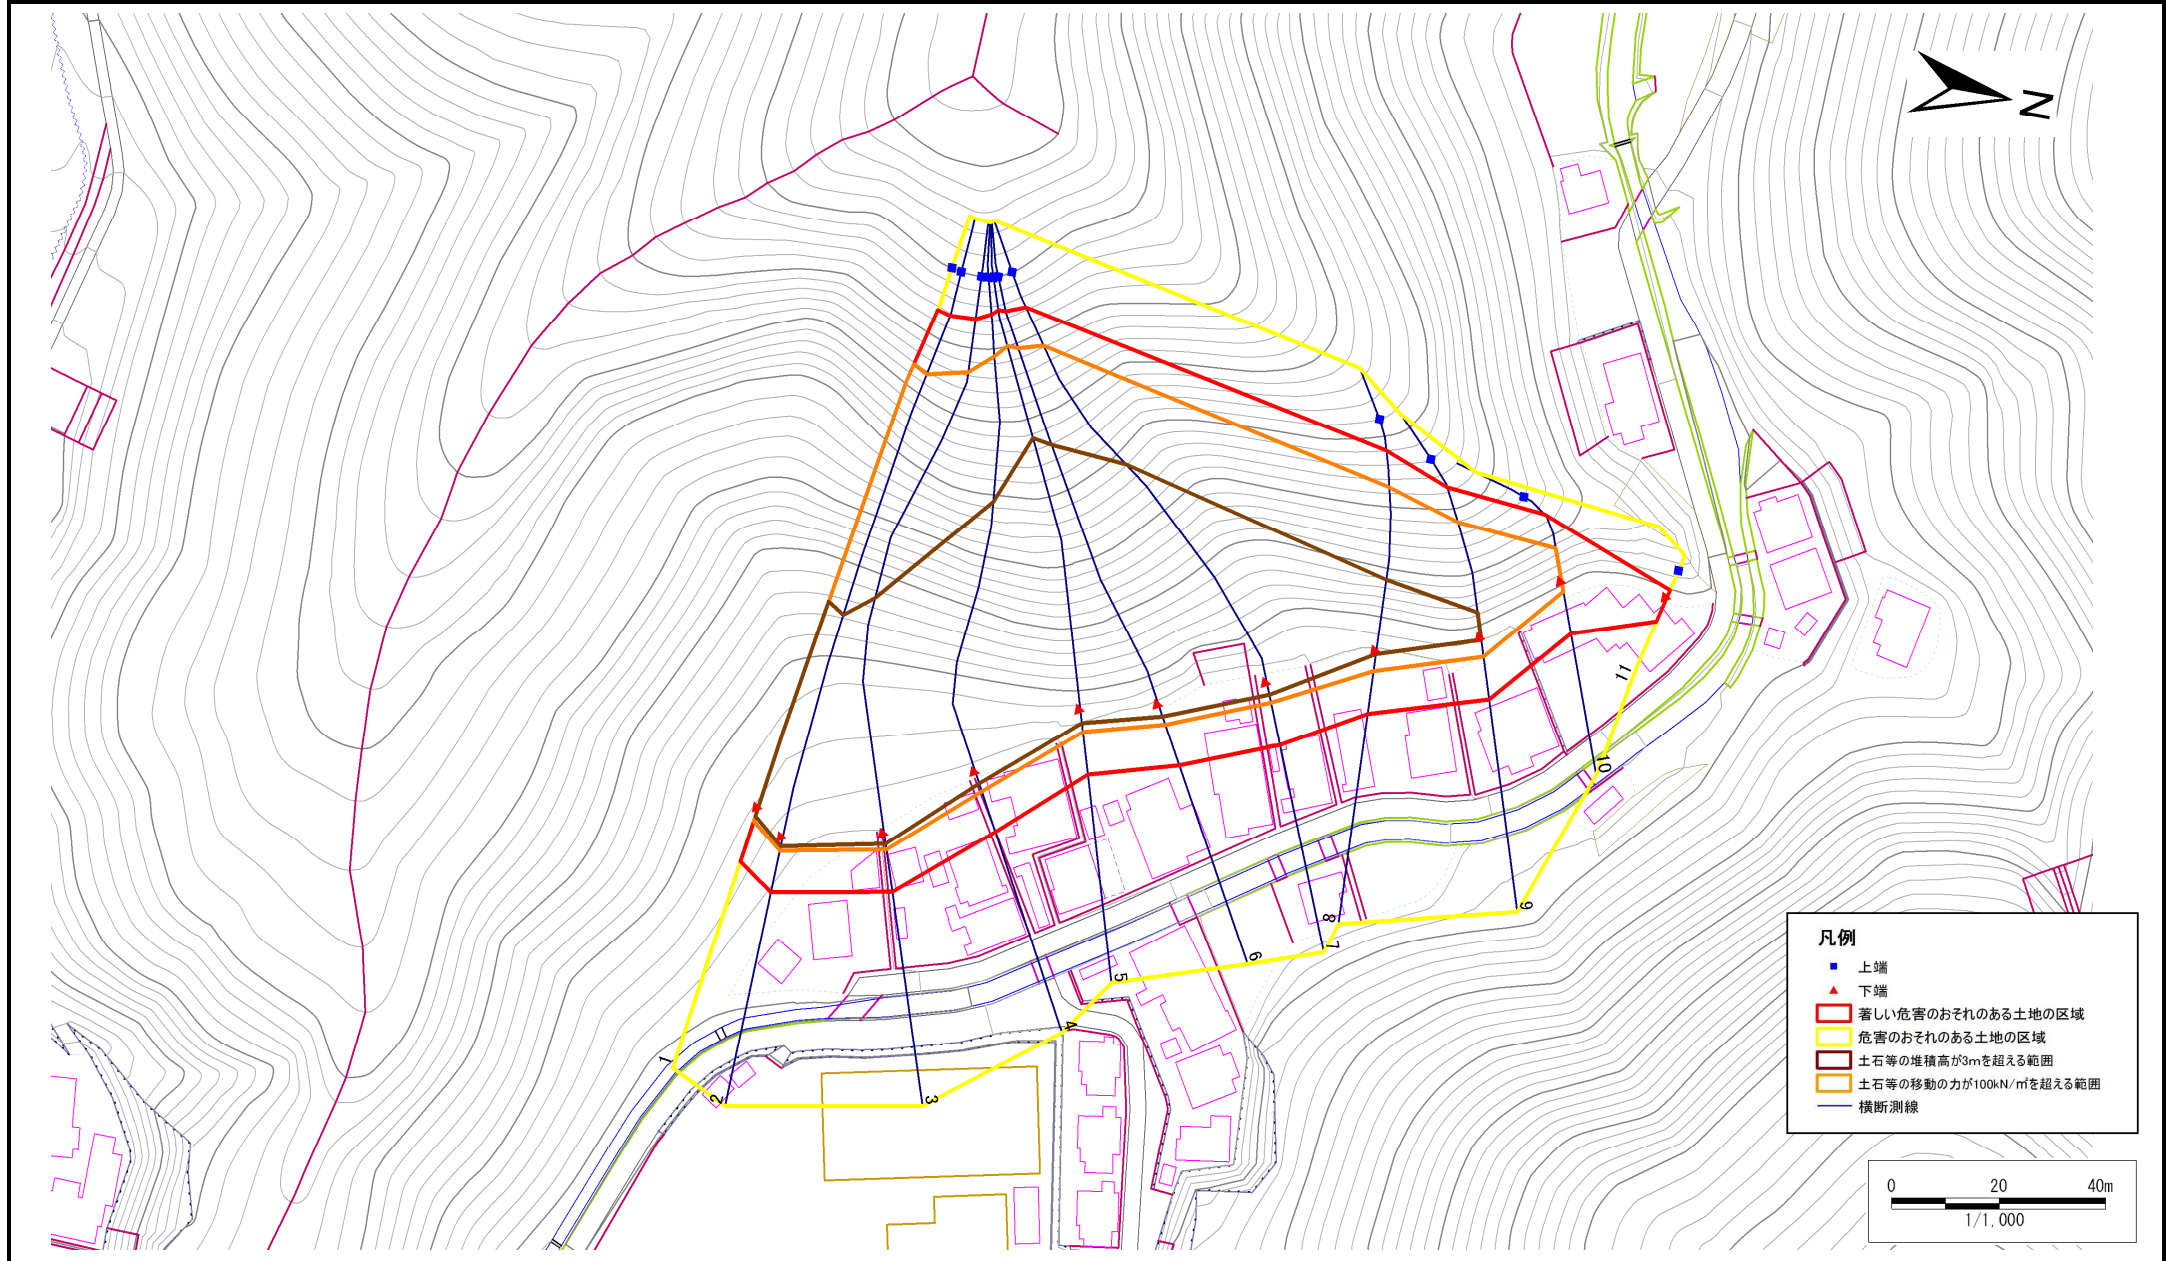 N
11
10
9
8
7
6
5
4
3
2
1
凡例
上端
下端
著しい危害のおそれのある土地の区域
危害のおそれのある土地の区域
土石等の堆積高が3mを超える範囲
土石等の移動の力が100kN/㎡を超える範囲
横断測線
0 20 40m
1/1,000